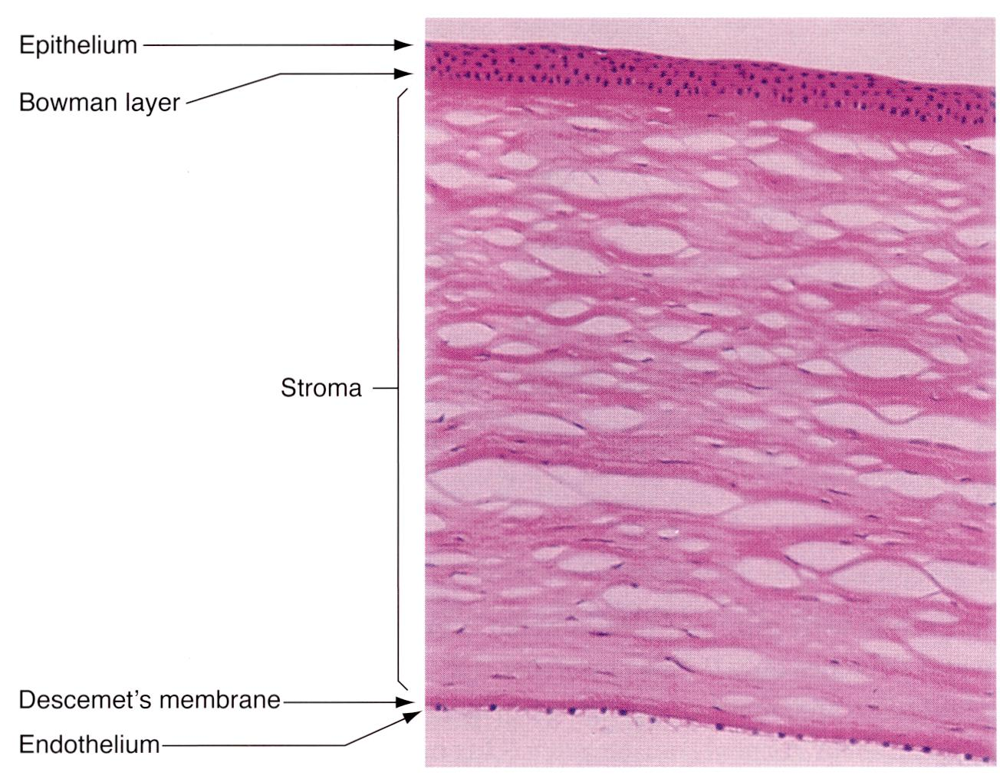 Epithelium
Bowman layer
Stroma
Descemet's membrane
Endothelium